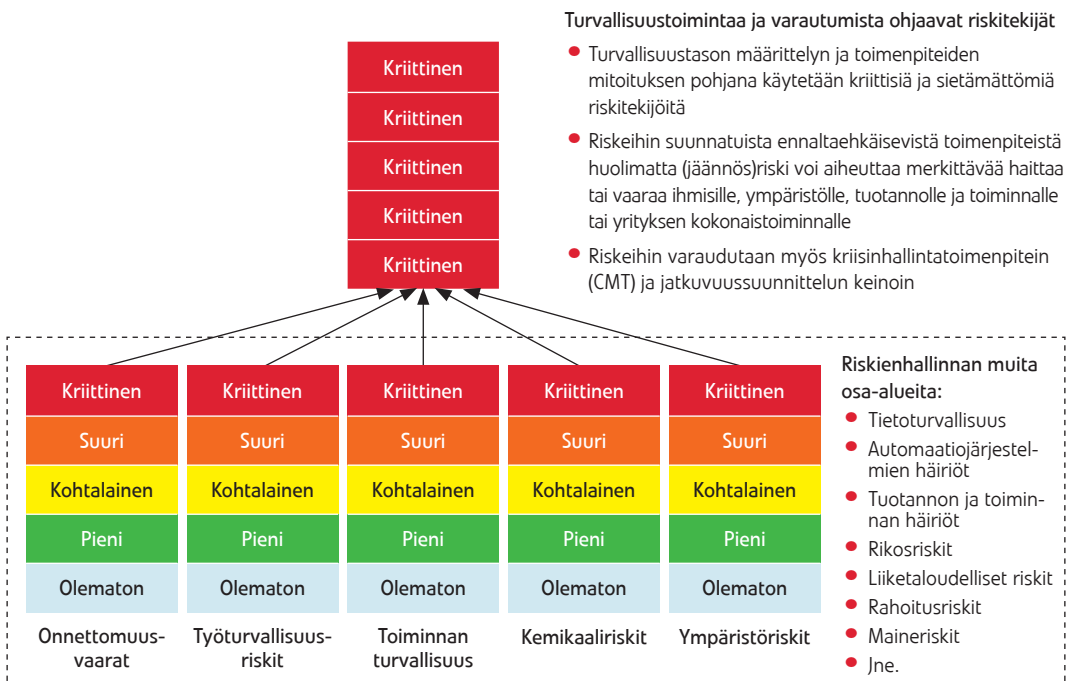 Turvallisuustoimintaa ja varautumista ohjaavat riskitekijät
• Turvallisuustason määrittelyn ja toimenpiteiden
mitoituksen pohjana käytetään kriittisiä ja sietämättömiä
riskitekijöitä
• Riskeihin suunnatuista ennaltaehkäisevistä toimenpiteistä
huolimatta (jäännös)riski voi aiheuttaa merkittävää haittaa
tai vaaraa ihmisille, ympäristölle, tuotannolle ja toiminnalle
tai yrityksen kokonaistoiminnalle
• Riskeihin varaudutaan myös kriisinhallintatoimenpitein
(CMT) ja jatkuvuussuunnittelun keinoin
Kriittinen
Kriittinen
Kriittinen
Kriittinen
Kriittinen
Kriittinen Kriittinen Kriittinen Kriittinen Kriittinen
Suuri Suuri Suuri Suuri Suuri
Kohtalainen Kohtalainen Kohtalainen Kohtalainen Kohtalainen
Pieni Pieni Pieni Pieni Pieni
Olematon Olematon Olematon Olematon Olematon
Onnettomuus-
vaarat
Työturvallisuus-
riskit
Toiminnan
turvallisuus
Kemikaaliriskit
Ympäristöriskit
Riskienhallinnan muita
osa-alueita:
• Tietoturvallisuus
• Automaatiojärjestel-
mien häiriöt
• Tuotannon ja toimin-
nan häiriöt
• Rikosriskit
• Liiketaloudelliset riskit
• Rahoitusriskit
• Maineriskit
• Jne.